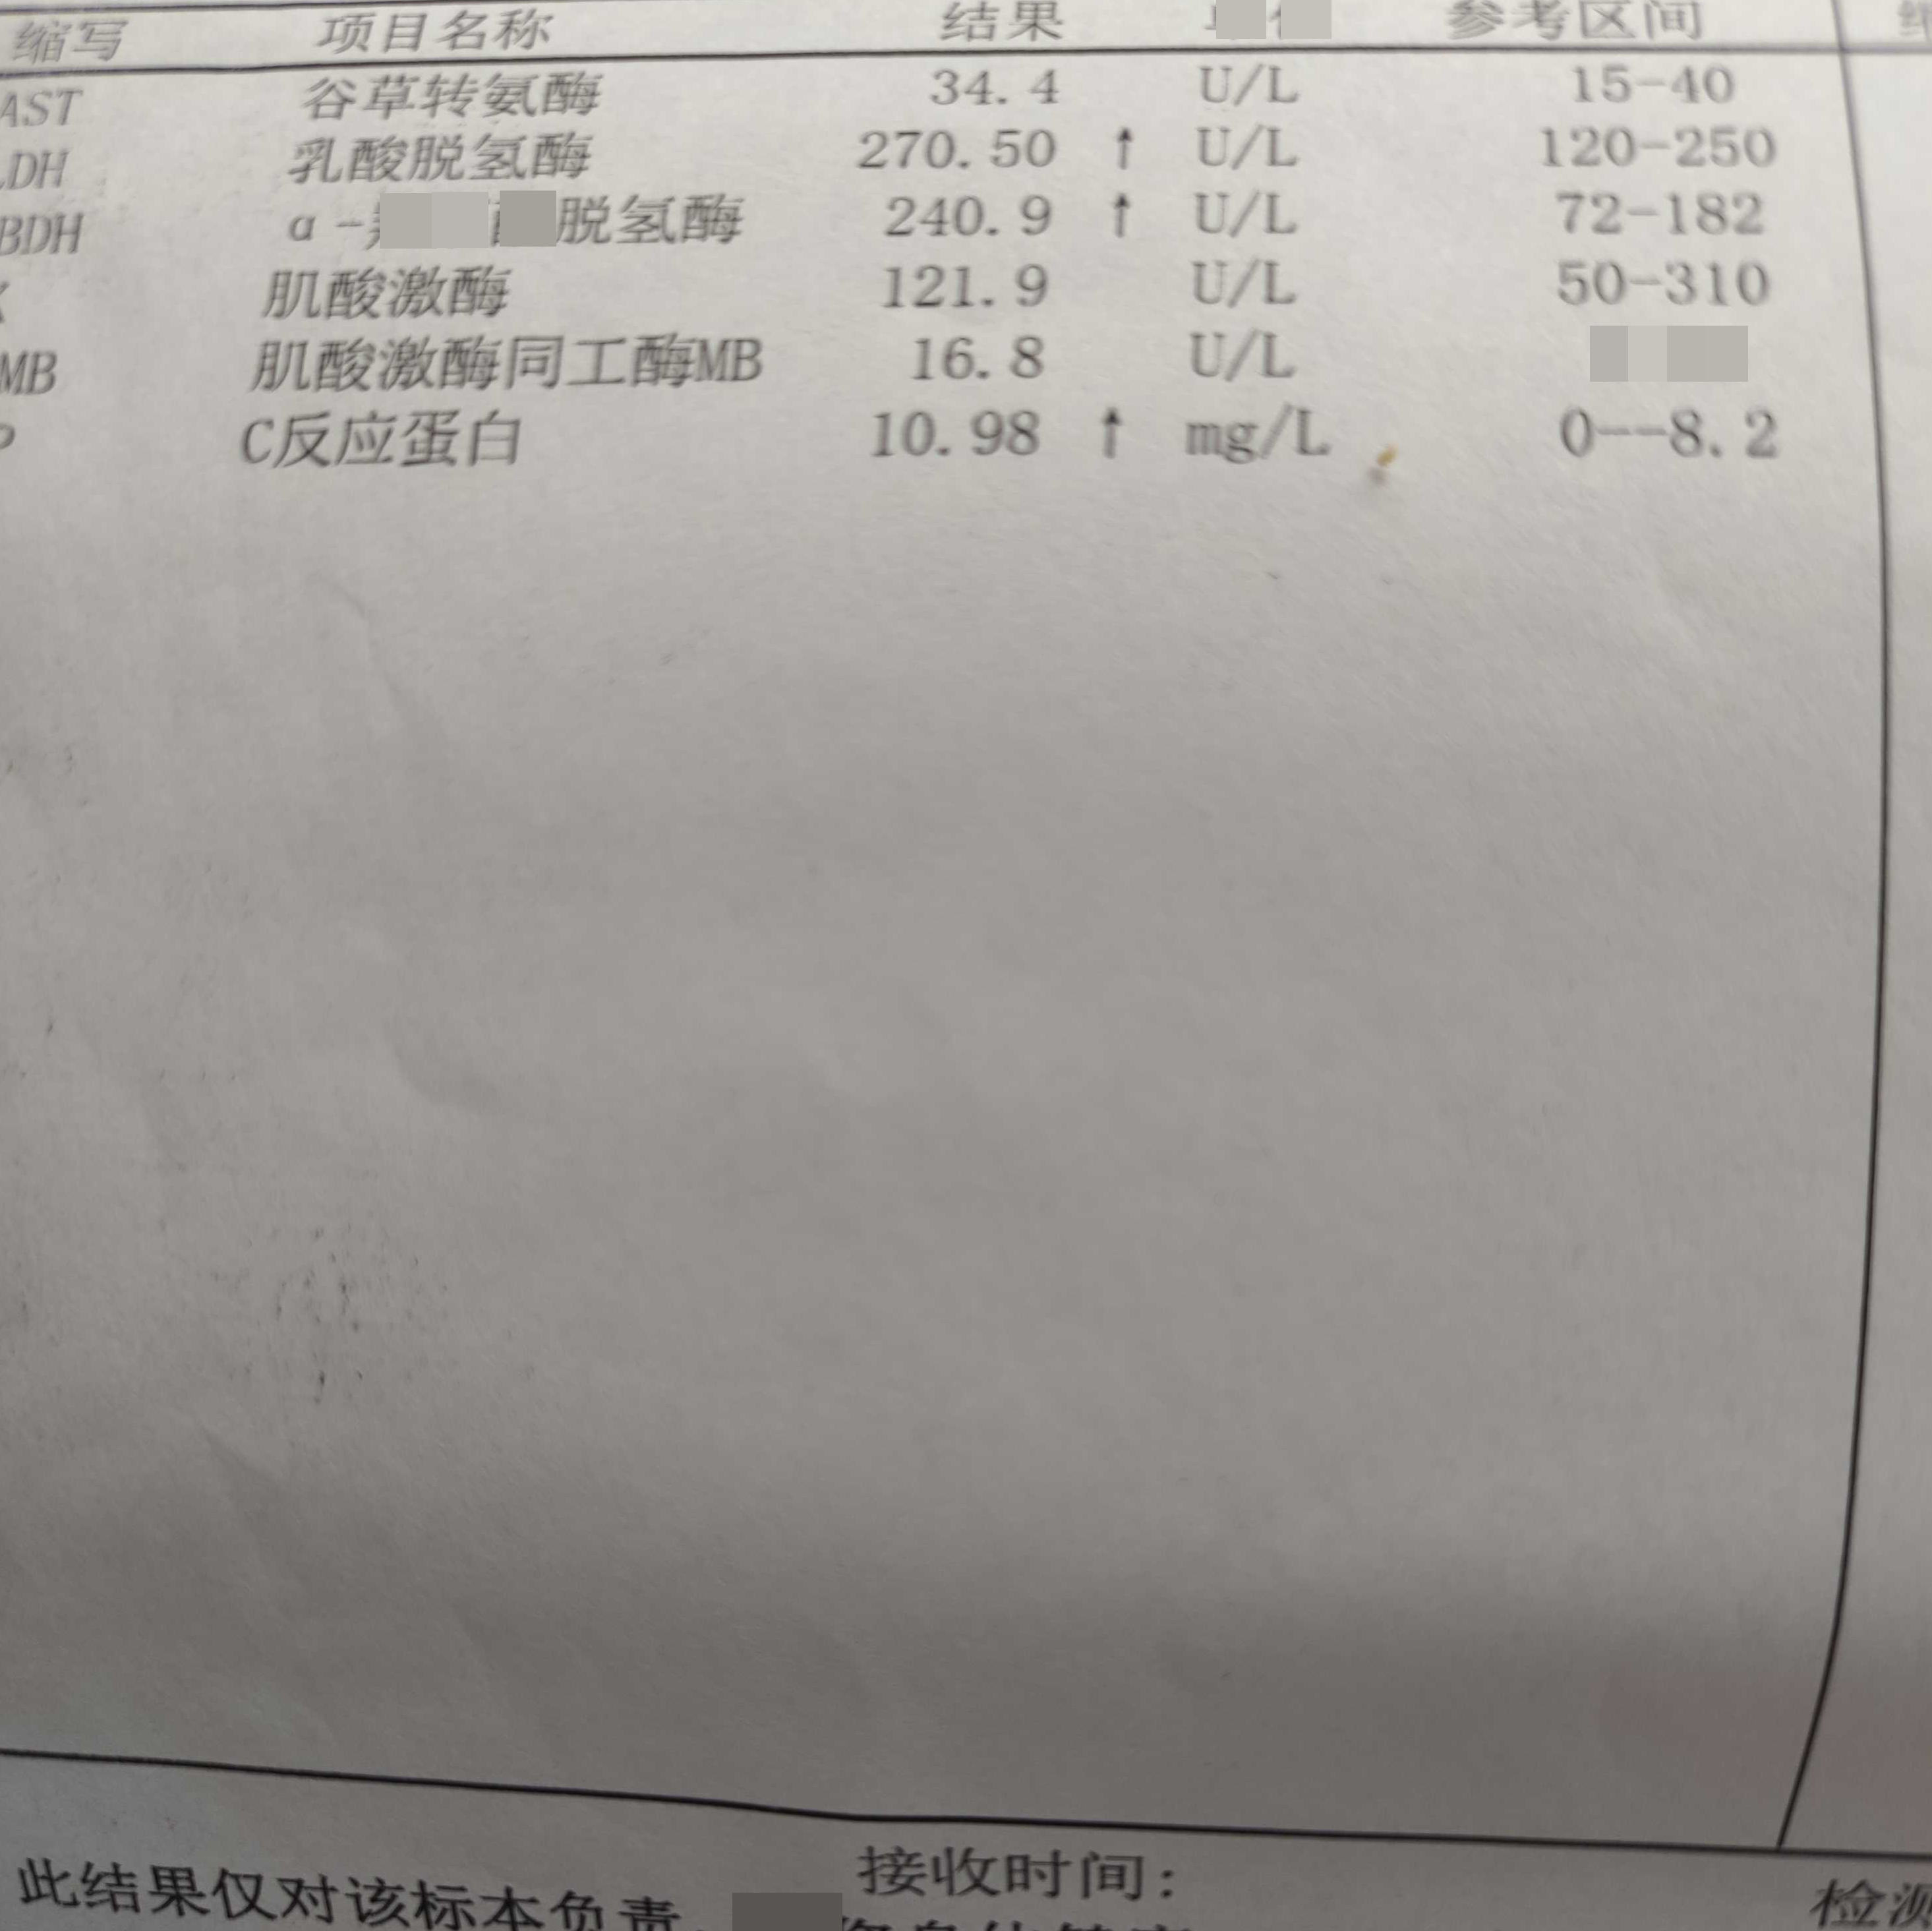 缩写 项目名称 结果 参考区间
AST 谷草转氨酶 34.4 U/L 15-40
LDH 乳酸脱氢酶 270.50 ↑ U/L 120-250
BDH α- 脱氢酶 240.9 ↑ U/L 72-182
肌酸激酶 121.9 U/L 50-310
MB 肌酸激酶同工酶MB 16.8 U/L
P C反应蛋白 10.98 ↑ mg/L 0--8.2
接收时间:
此结果仅对该标本负责, 检测